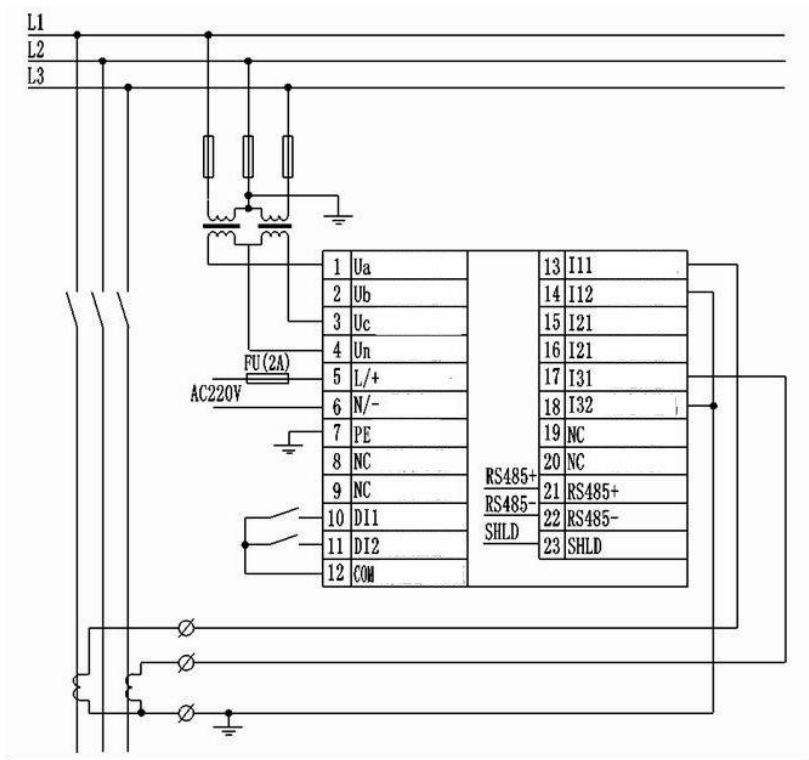 L1
L2
L3
1 Ua
2 Ub
3 Uc
4 Un
FU(2A)
5 L/+
AC220V
6 N/-
7 PE
8 NC
9 NC
10 DI1
11 DI2
12 COM
13 I11
14 I12
15 I21
16 I21
17 I31
18 I32
19 NC
20 NC
RS485+
21 RS485+
RS485-
22 RS485-
SHLD
23 SHLD